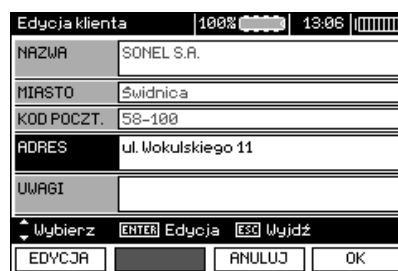 Edycja klienta 100% 13:06
NAZWA SONEL S.A.
MIASTO Świdnica
KOD POCZT. 58-100
ADRES ul. Wokulskiego 11
UWAGI
Wybierz ENTER Edycja ESC Wyjdź
EDYCJA ANULUJ OK